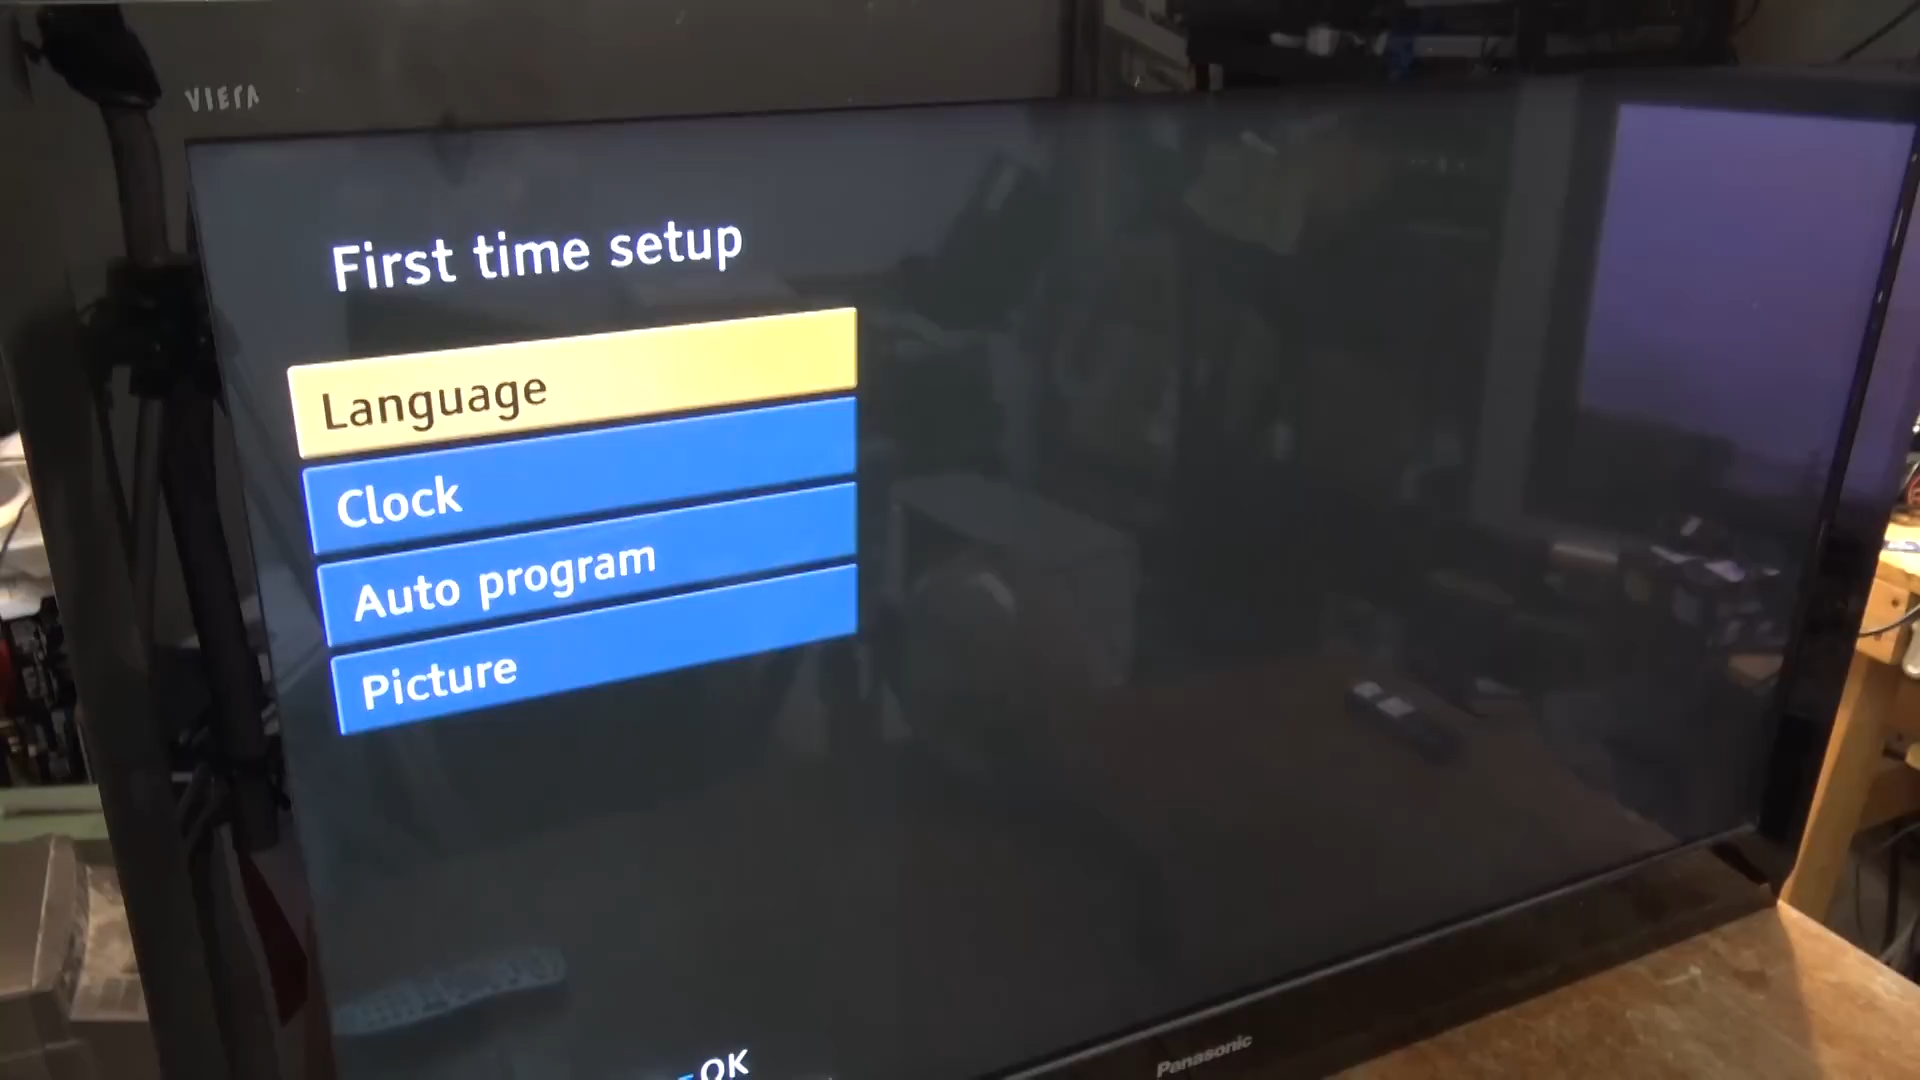 VIErA
First time setup
Language
Clock
Auto program
Picture
OK
Panasonic